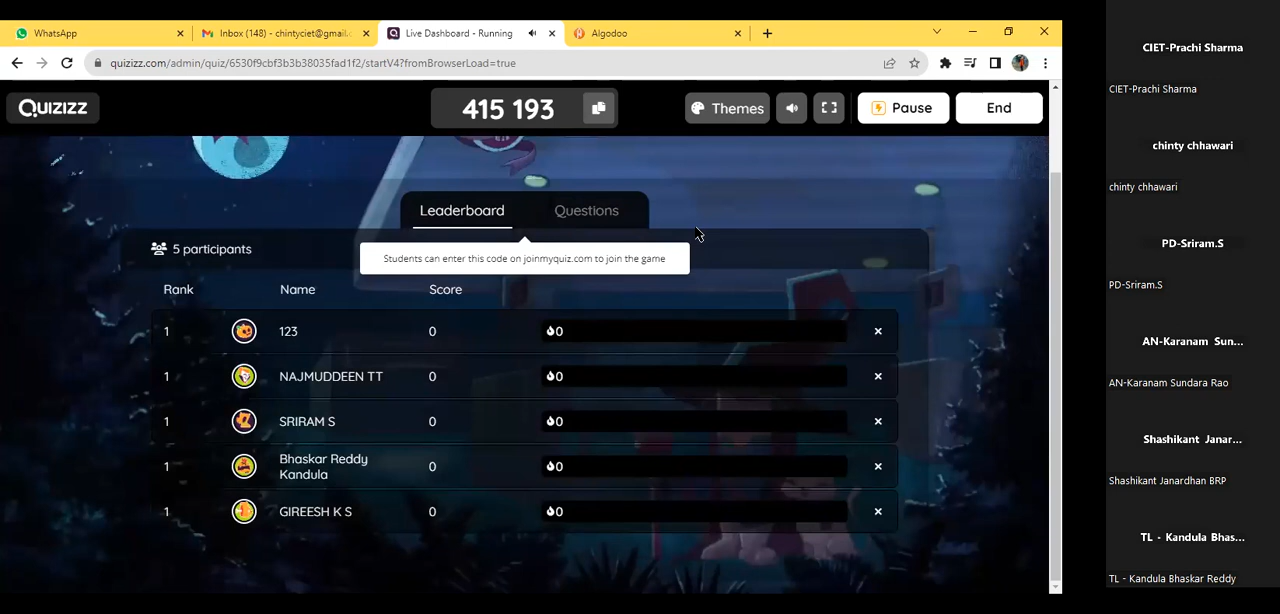 WhatsApp
Inbox (148) - chintyciet@gmail.c
Live Dashboard - Running
Algodoo
quizizz.com/admin/quiz/6530f9cbf3b3b38035fad1f2/startV4?fromBrowserLoad=true
Quizizz
415 193
Themes
Pause
End
Leaderboard
Questions
5 participants
Students can enter this code on joinmyquiz.com to join the game
Rank Name Score
1 123 0 0
1 NAJMUDDEEN TT 0 0
1 SRIRAM S 0 0
1 Bhaskar Reddy
Kandula 0 0
1 GIREESH K S 0 0
CIET-Prachi Sharma
CIET-Prachi Sharma
chinty chhawari
chinty chhawari
PD-Sriram.S
PD-Sriram.S
AN-Karanam Sun...
AN-Karanam Sundara Rao
Shashikant Janar...
Shashikant Janardhan BRP
TL - Kandula Bhas...
TL - Kandula Bhaskar Reddy